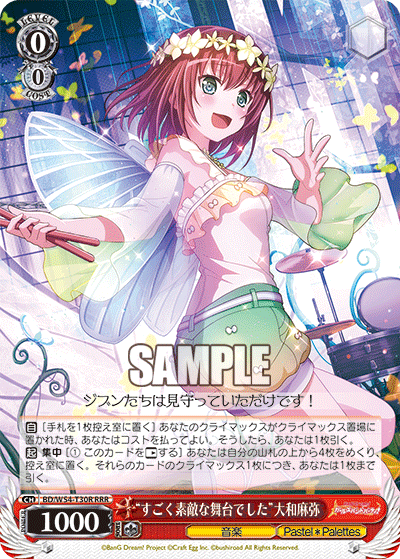 LEVEL
0
0
COST
SAMPLE
ジブンたちは見守っていただけです！
自 [手札を1枚控え室に置く] あなたのクライマックスがクライマックス置場に
置かれた時、あなたはコストを払ってよい。そうしたら、あなたは1枚引く。
起 集中 [① このカードを する] あなたは自分の山札の上から4枚をめくり、控え
室に置く。それらのカードのクライマックス1枚につき、あなたは1枚まで
引く。
CH BD/WS4-T30R RRR
"すごく素敵な舞台でした"大和麻弥
1000
音楽
Pastel*Palettes
©BanG Dream! Project ©Craft Egg Inc. ©bushiroad All Rights Reserved.